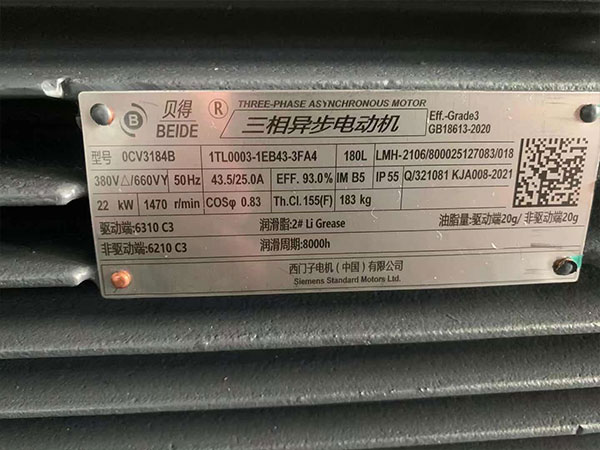 B 贝得 BEIDE ®
THREE-PHASE ASYNCHRONOUS MOTOR
三相异步电动机
Eff.-Grade3
GB18613-2020
型号 0CV3184B 1TL0003-1EB43-3FA4 180L LMH-2106/800025127083/018
380V△/660VY 50Hz 43.5/25.0A EFF. 93.0% IM B5 IP 55 Q/321081 KJA008-2021
22 kW 1470 r/min COSφ 0.83 Th.Cl. 155(F) 183 kg
驱动端:6310 C3 润滑脂:2# Li Grease 油脂量:驱动端20g/ 非驱动端20g
非驱动端:6210 C3 润滑周期:8000h
西门子电机（中国）有限公司
Siemens Standard Motors Ltd.